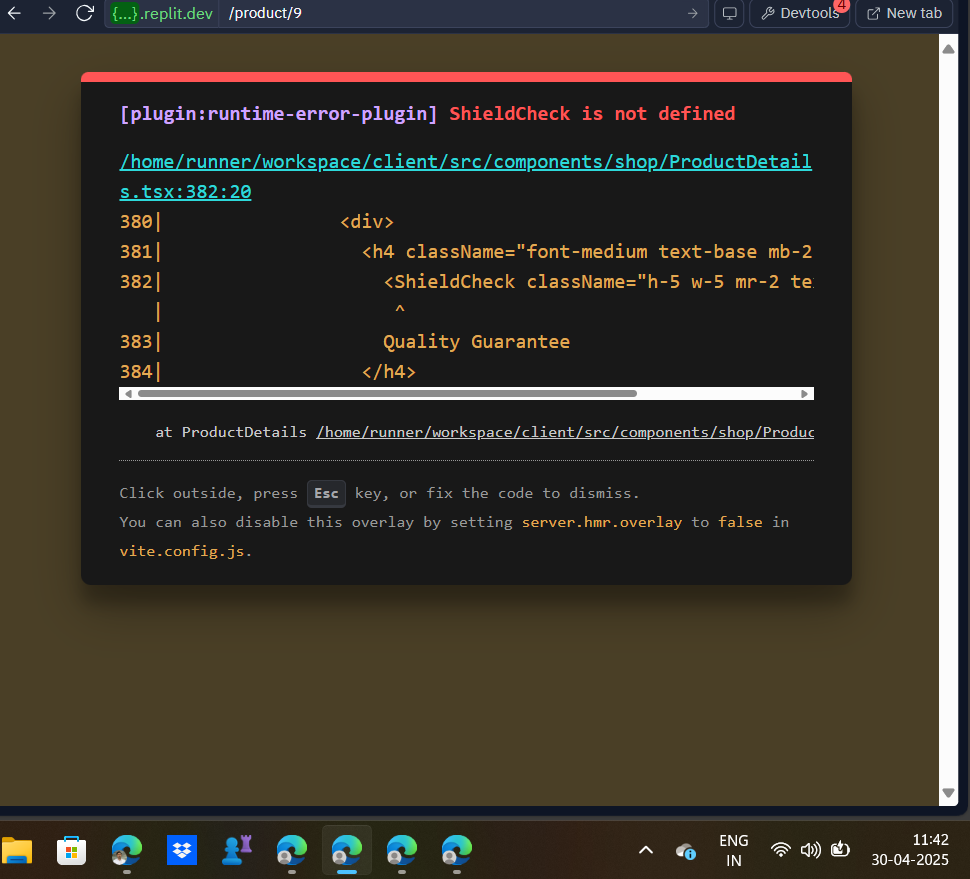 {...}.replit.dev /product/9 Devtools 4 New tab
[plugin:runtime-error-plugin] ShieldCheck is not defined
/home/runner/workspace/client/src/components/shop/ProductDetail
s.tsx:382:20
380| <div>
381| <h4 className="font-medium text-base mb-2
382| <ShieldCheck className="h-5 w-5 mr-2 te
| ^
383| Quality Guarantee
384| </h4>
at ProductDetails /home/runner/workspace/client/src/components/shop/Produc
Click outside, press Esc key, or fix the code to dismiss.
You can also disable this overlay by setting server.hmr.overlay to false in
vite.config.js.
ENG 11:42
IN 30-04-2025